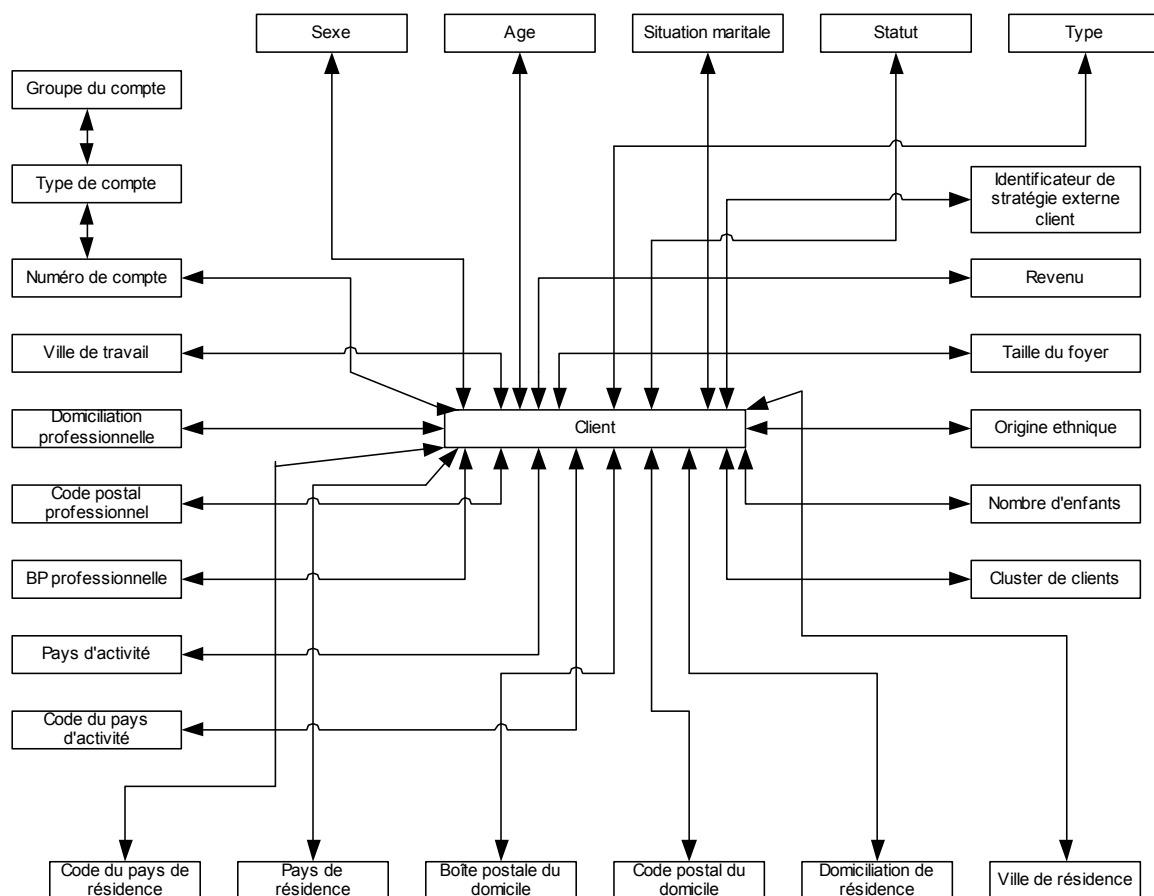 Sexe
Age
Situation maritale
Statut
Type
Groupe du compte
Type de compte
Identificateur de
stratégie externe
client
Numéro de compte
Revenu
Ville de travail
Taille du foyer
Domiciliation
professionnelle
Client
Origine ethnique
Code postal
professionnel
Nombre d'enfants
BP professionnelle
Cluster de clients
Pays d'activité
Code du pays
d'activité
Code du pays de
résidence
Pays de
résidence
Boîte postale du
domicile
Code postal du
domicile
Domiciliation de
résidence
Ville de résidence